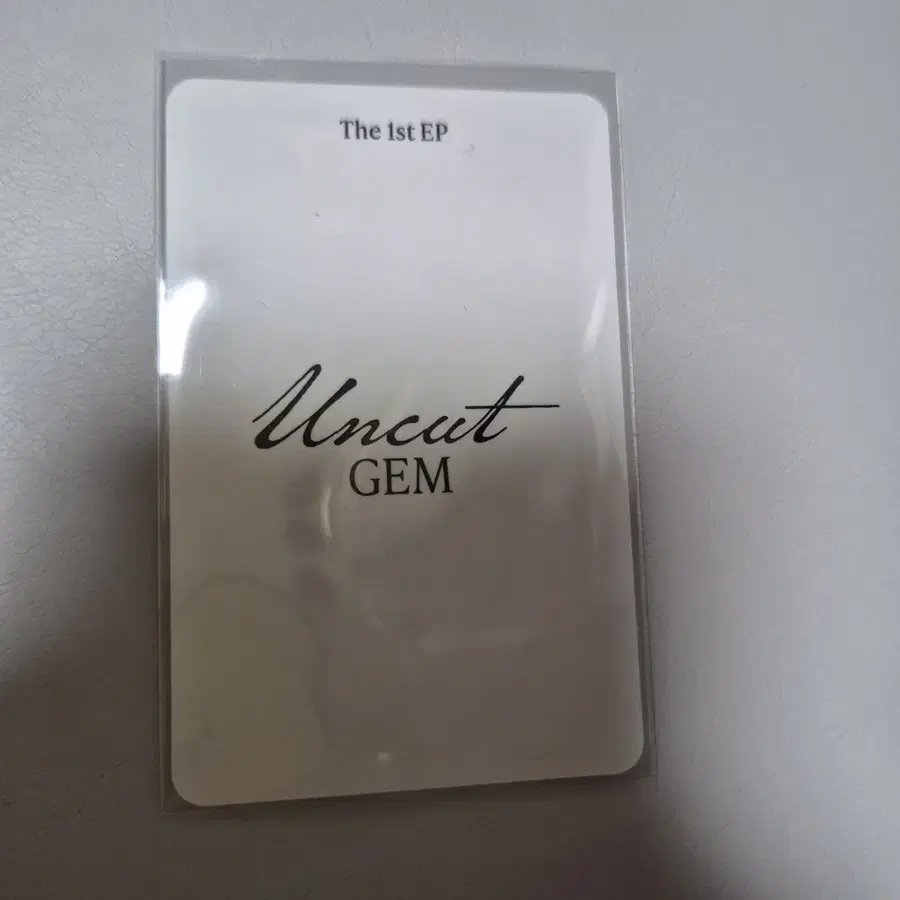 The 1st EP
Uncut
GEM